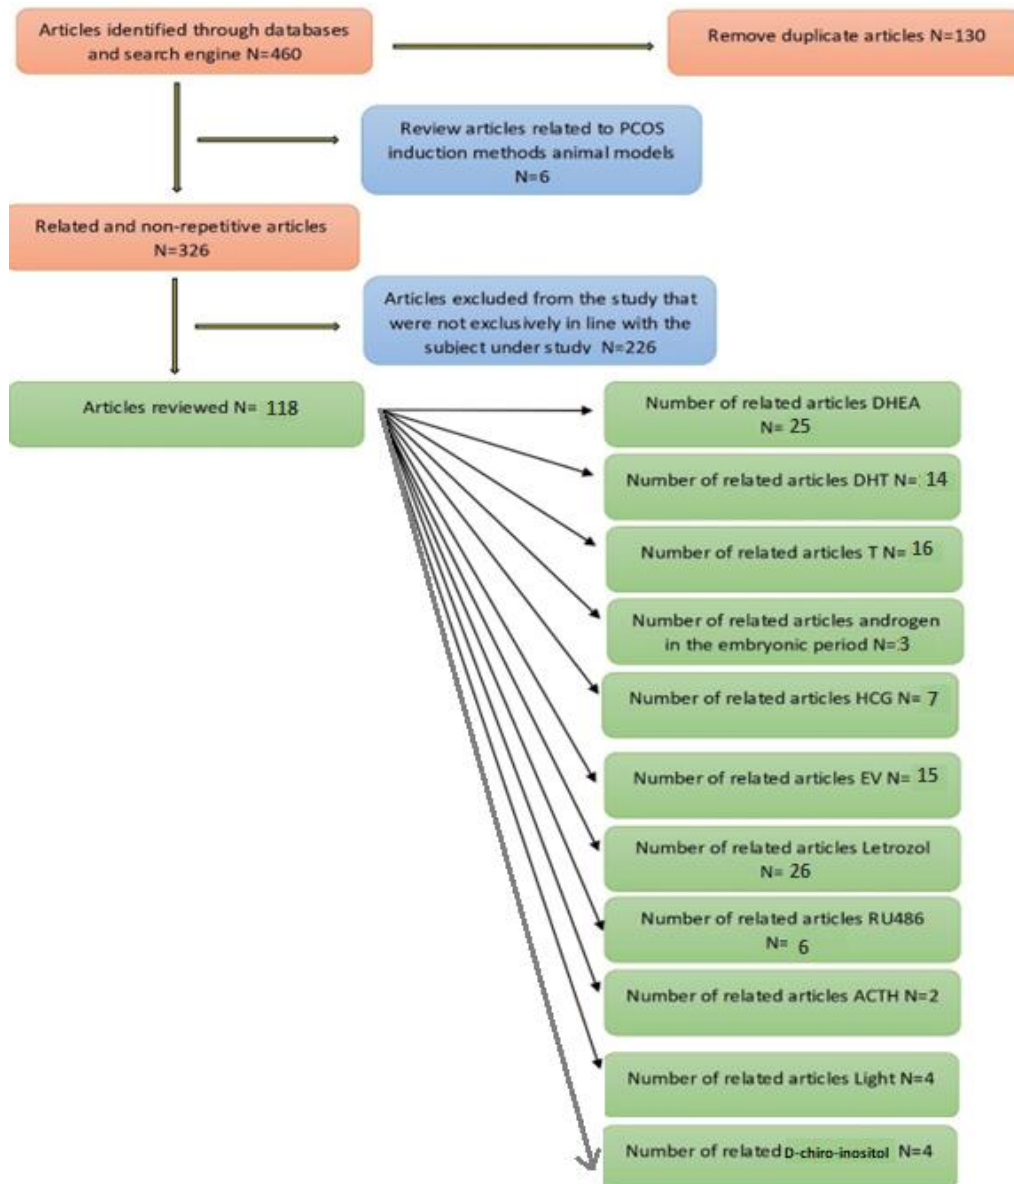 Articles identified through databases
and search engine N=460
Remove duplicate articles N=130
Review articles related to PCOS
induction methods animal models
N=6
Related and non-repetitive articles
N=326
Articles excluded from the study that
were not exclusively in line with the
subject under study N=226
Articles reviewed N= 118
Number of related articles DHEA
N= 25
Number of related articles DHT N= 14
Number of related articles T N= 16
Number of related articles androgen
in the embryonic period N=3
Number of related articles HCG N= 7
Number of related articles EV N= 15
Number of related articles Letrozol
N= 26
Number of related articles RU486
N= 6
Number of related articles ACTH N=2
Number of related articles Light N=4
Number of related D-chiro-inositol N=4